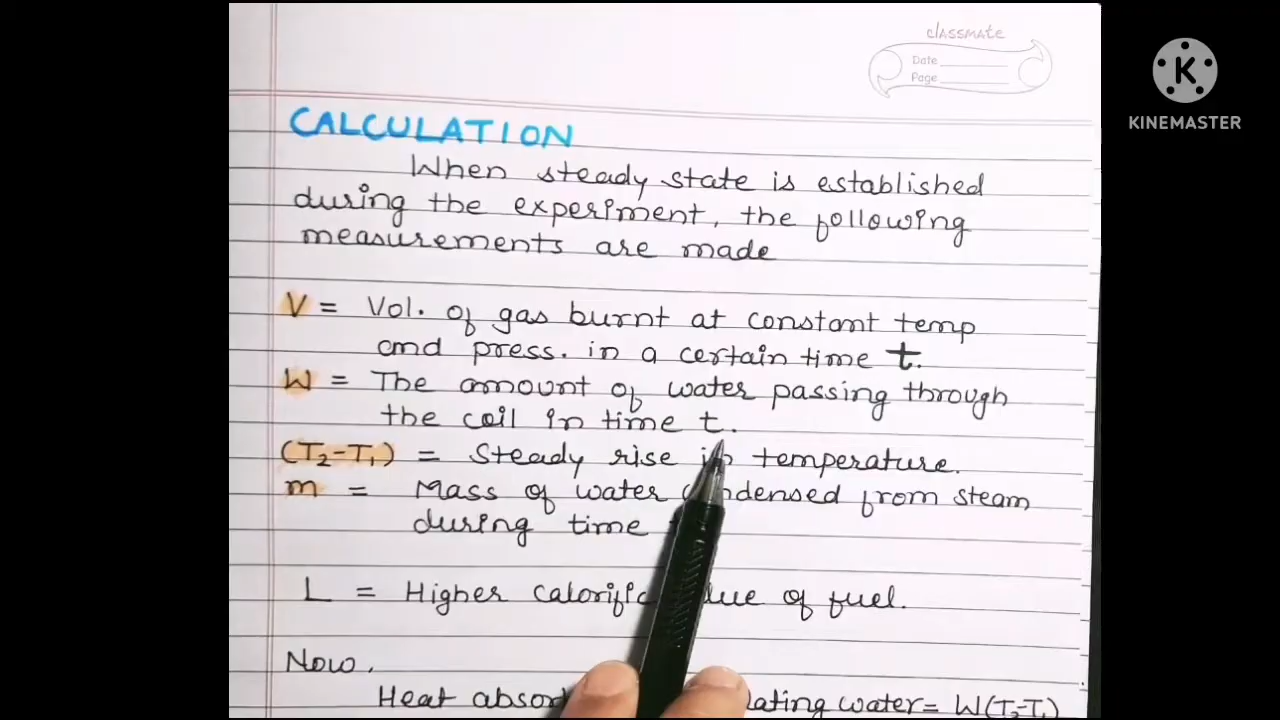 classmate
Date
Page
K
KINEMASTER
CALCULATION
When steady state is established
during the experiment, the following
measurements are made
V = Vol. of gas burnt at constant temp
and press. in a certain time t.
W = The amount of water passing through
the coil in time t.
(T₂-T₁) = Steady rise in temperature.
m = Mass of water condensed from steam
during time
L = Higher calorific of fuel.
Now,
Heat water = W(T₂-T₁)